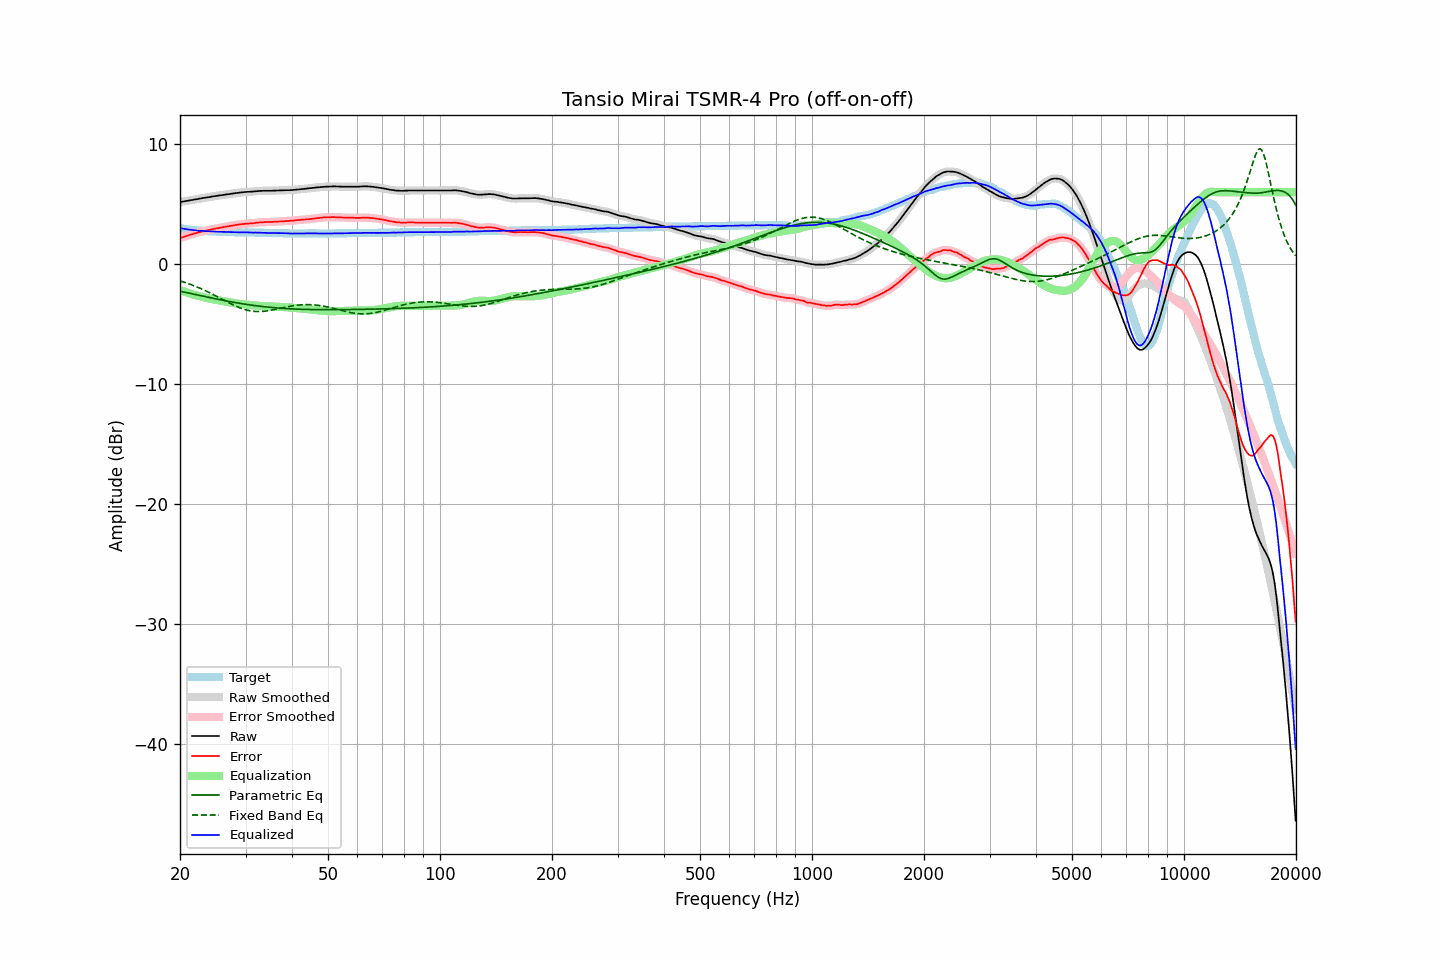 Tansio Mirai TSMR-4 Pro (off-on-off)
10
0
−10
−20
−30
−40
Amplitude (dBr)
Target
Raw Smoothed
Error Smoothed
Raw
Error
Equalization
Parametric Eq
Fixed Band Eq
Equalized
20
50
100
200
500
1000
2000
5000
10000
20000
Frequency (Hz)